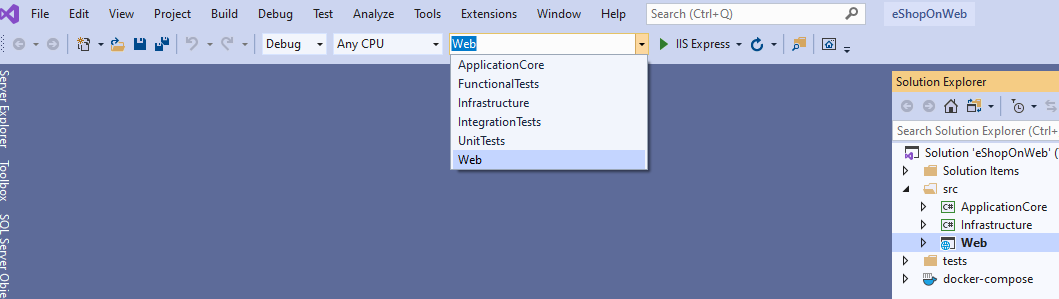 File Edit View Project Build Debug Test Analyze Tools Extensions Window Help Search (Ctrl+Q) eShopOnWeb
Debug Any CPU Web IIS Express
ApplicationCore
FunctionalTests
Infrastructure
IntegrationTests
UnitTests
Web
Server Explorer
Toolbox
SQL Server Obje
Solution Explorer
Search Solution Explorer (Ctrl+
Solution 'eShopOnWeb' (
Solution Items
src
ApplicationCore
Infrastructure
Web
tests
docker-compose